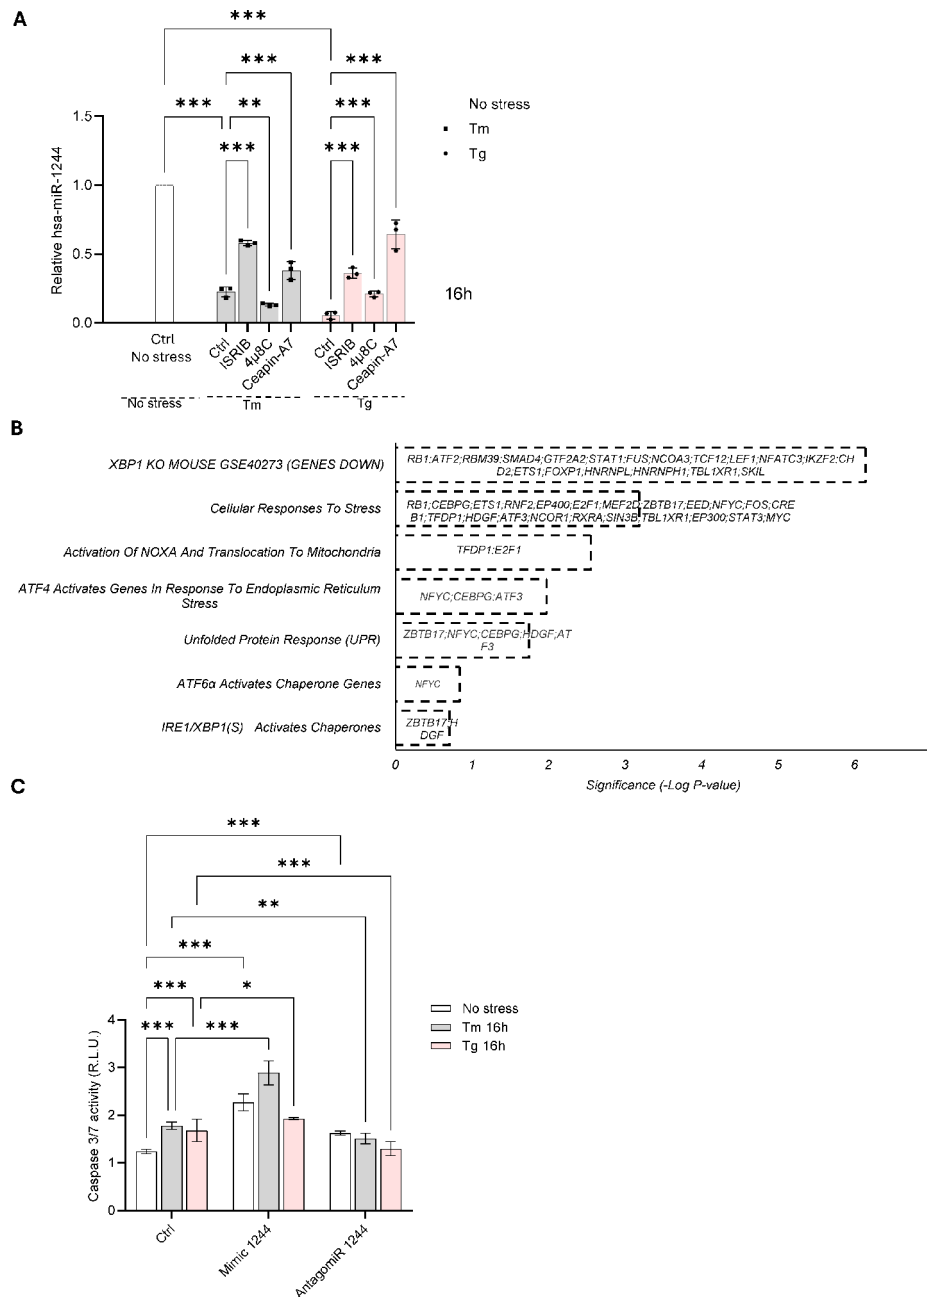 A
***
***
***
***
**
***
***
***
Relative hsa-miR-1244
1.5
1.0
0.5
0.0
No stress
Tm
Tg
16h
Ctrl
No stress
Ctrl
ISRIB
4μ8C
Ceapin-A7
Ctrl
ISRIB
4μ8C
Ceapin-A7
No stress
Tm
Tg
B
XBP1 KO MOUSE GSE40273 (GENES DOWN)
RB1;ATF2;RBM39;SMAD4;GTF2A2;STAT1;FUS;NCOA3;TCF12;LEF1;NFATC3;IKZF2;CH
D2;ETS1;FOXP1;HNRNPL;HNRNPH1;TBL1XR1;SKIL
Cellular Responses To Stress
RB1;CEBPG;ETS1;RNF2;EP400;E2F1;MEF2D;ZBTB17;EED;NFYC;FOS;CRE
B1;TFDP1;HDGF;ATF3;NCOR1;RXRA;SIN3B;TBL1XR1;EP300;STAT3;MYC
Activation Of NOXA And Translocation To Mitochondria
TFDP1;E2F1
ATF4 Activates Genes In Response To Endoplasmic Reticulum
Stress
NFYC;CEBPG;ATF3
Unfolded Protein Response (UPR)
ZBTB17;NFYC;CEBPG;HDGF;AT
F3
ATF6α Activates Chaperone Genes
NFYC
IRE1/XBP1(S) Activates Chaperones
ZBTB17;H
DGF
0 1 2 3 4 5 6
Significance (-Log P-value)
C
***
***
**
***
***
*
***
***
Caspase 3/7 activity (R.L.U.)
4
3
2
1
0
No stress
Tm 16h
Tg 16h
Ctrl
Mimic 1244
AntagomiR 1244